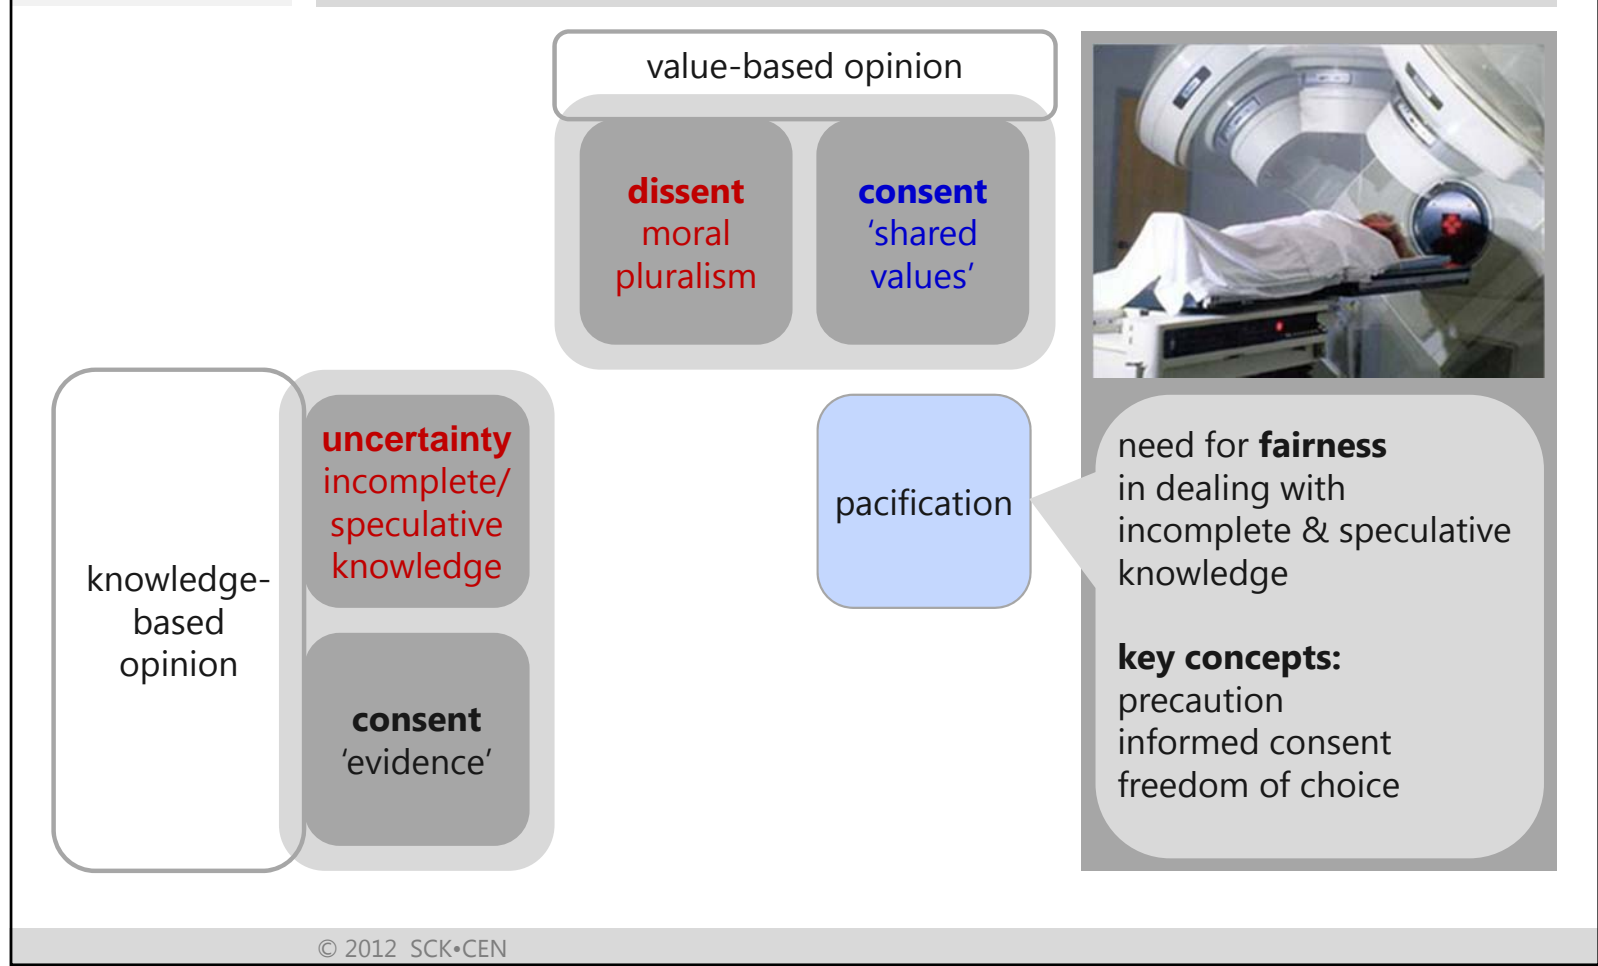 value-based opinion
dissent
moral
pluralism
consent
‘shared
values’
knowledge-
based
opinion
uncertainty
incomplete/
speculative
knowledge
consent
‘evidence’
pacification
need for fairness
in dealing with
incomplete & speculative
knowledge
key concepts:
precaution
informed consent
freedom of choice
© 2012 SCK•CEN